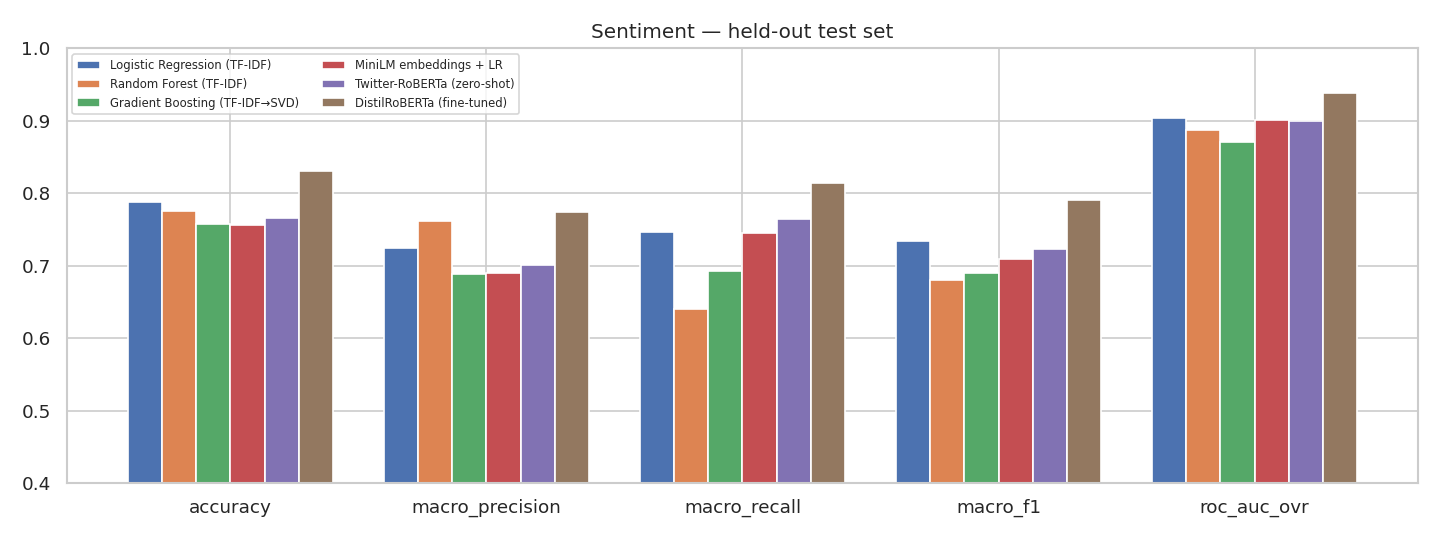 Sentiment — held-out test set
Logistic Regression (TF-IDF)
Random Forest (TF-IDF)
Gradient Boosting (TF-IDF→SVD)
MiniLM embeddings + LR
Twitter-RoBERTa (zero-shot)
DistilRoBERTa (fine-tuned)
1.0
0.9
0.8
0.7
0.6
0.5
0.4
accuracy macro_precision macro_recall macro_f1 roc_auc_ovr